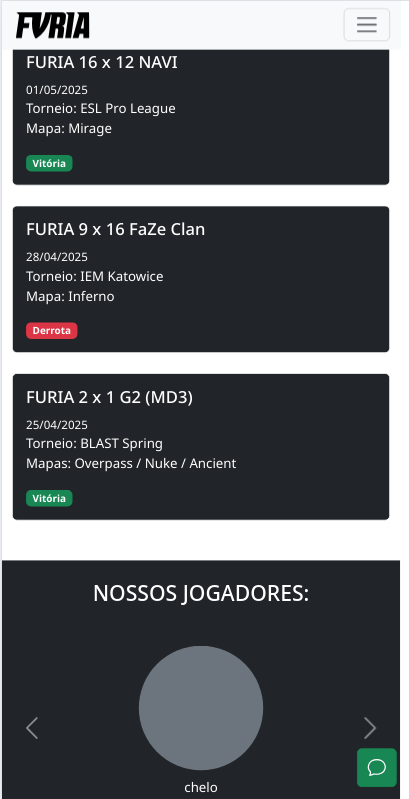 FURIA
FURIA 16 x 12 NAVI
01/05/2025
Torneio: ESL Pro League
Mapa: Mirage
Vitória
FURIA 9 x 16 FaZe Clan
28/04/2025
Torneio: IEM Katowice
Mapa: Inferno
Derrota
FURIA 2 x 1 G2 (MD3)
25/04/2025
Torneio: BLAST Spring
Mapas: Overpass / Nuke / Ancient
Vitória
NOSSOS JOGADORES:
chelo